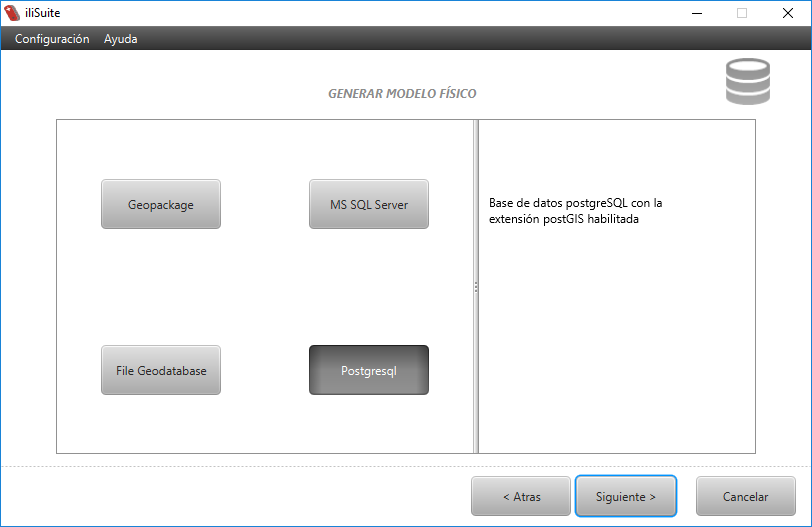 iliSuite
Configuración Ayuda
GENERAR MODELO FÍSICO
Geopackage
MS SQL Server
Base de datos postgreSQL con la
extensión postGIS habilitada
File Geodatabase
Postgresql
< Atras
Siguiente >
Cancelar